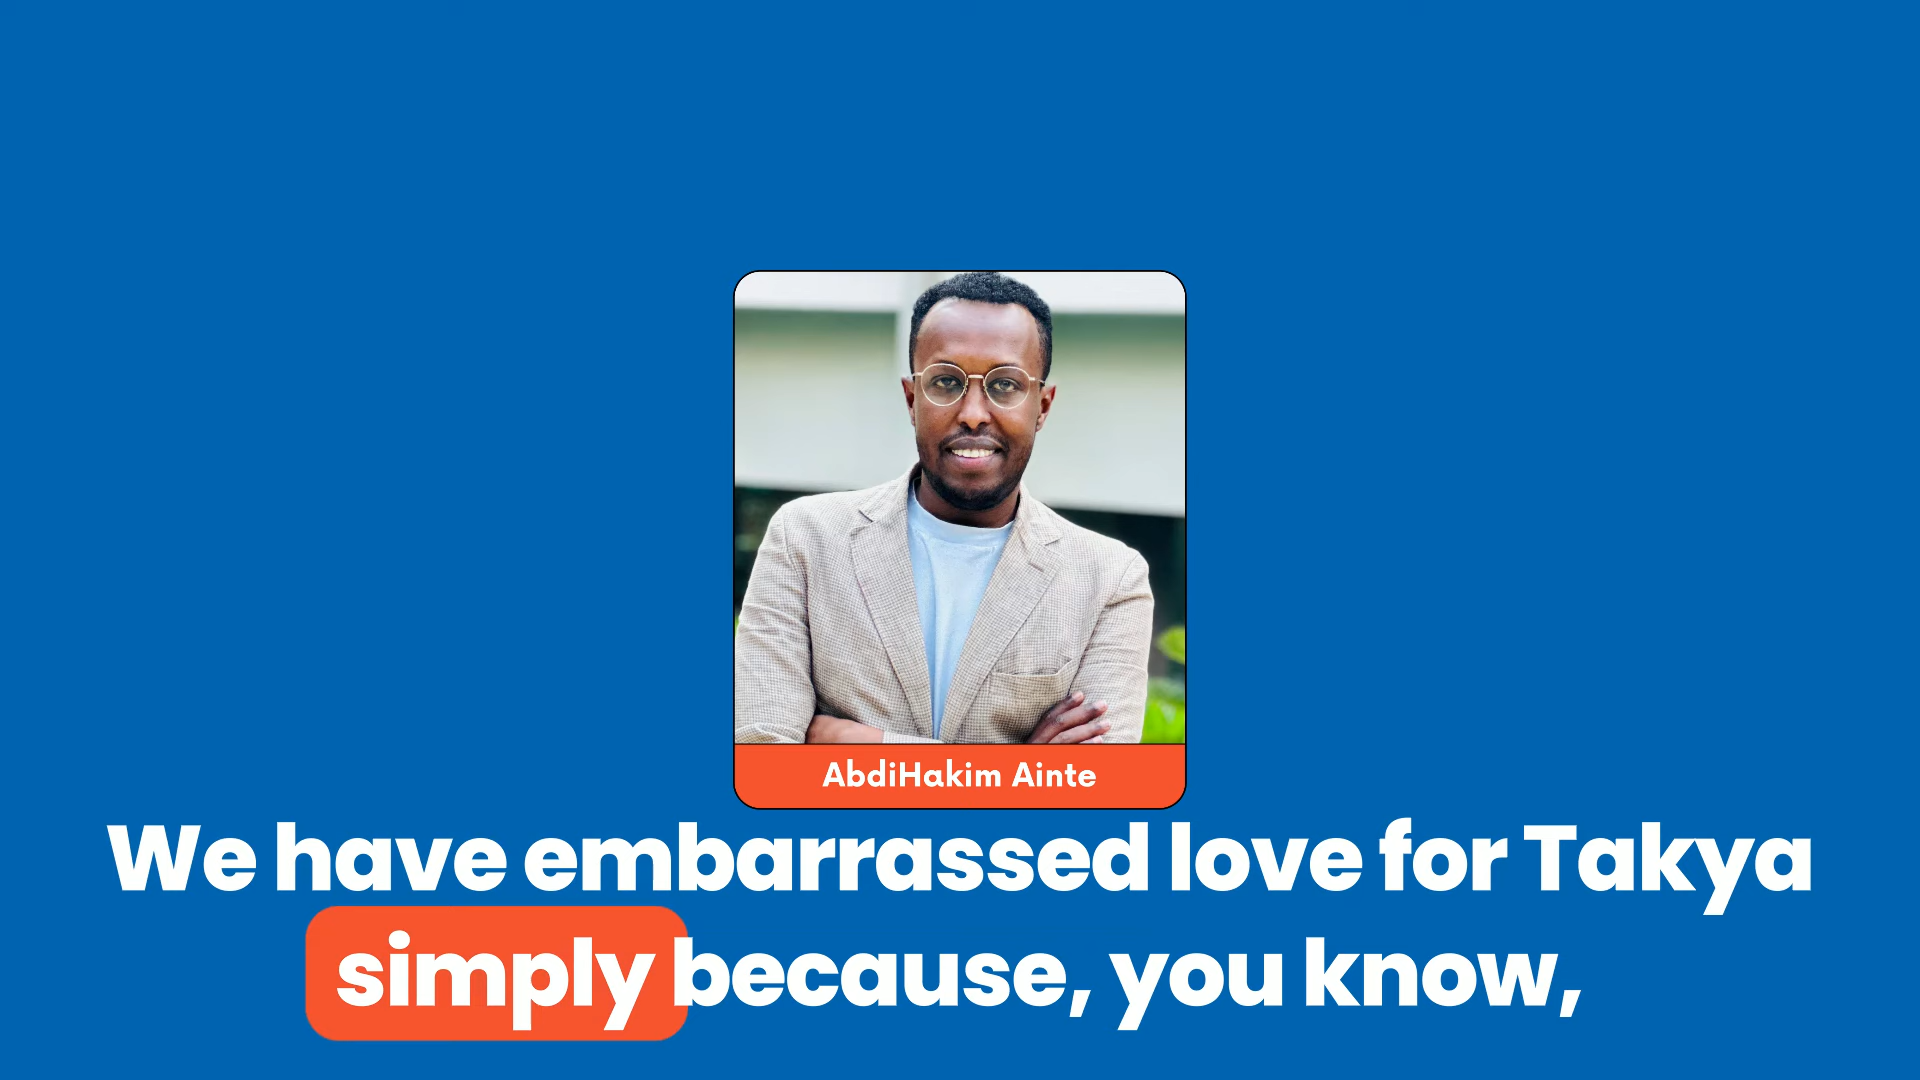 AbdiHakim Ainte
We have embarrassed love for Takya
simply because, you know,